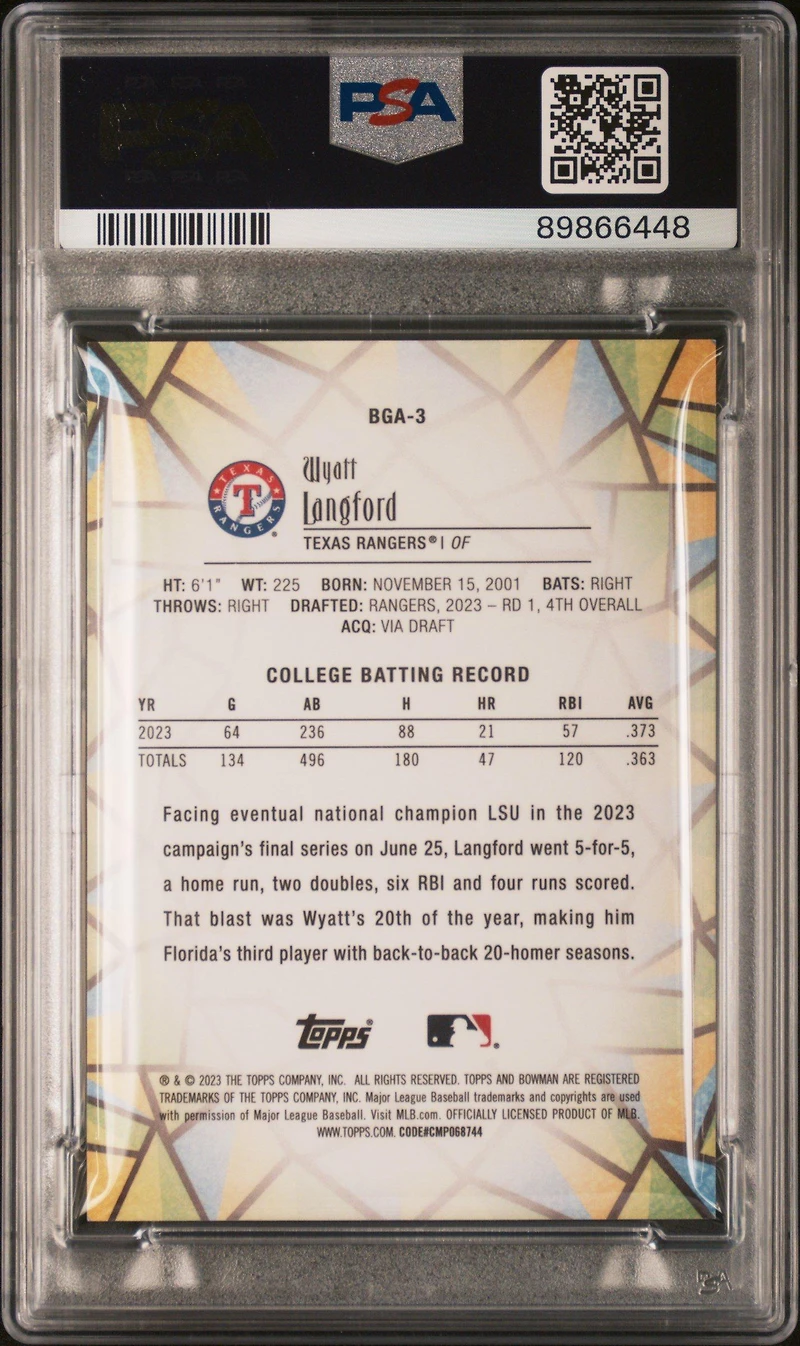 PSA
89866448
BGA-3
TEXAS RANGERS
T
Wyatt
Langford
TEXAS RANGERS® | OF
HT: 6'1" WT: 225 BORN: NOVEMBER 15, 2001 BATS: RIGHT
THROWS: RIGHT DRAFTED: RANGERS, 2023 – RD 1, 4TH OVERALL
ACQ: VIA DRAFT
COLLEGE BATTING RECORD
YR G AB H HR RBI AVG
2023 64 236 88 21 57 .373
TOTALS 134 496 180 47 120 .363
Facing eventual national champion LSU in the 2023
campaign's final series on June 25, Langford went 5-for-5,
a home run, two doubles, six RBI and four runs scored.
That blast was Wyatt's 20th of the year, making him
Florida's third player with back-to-back 20-homer seasons.
Topps®
® & © 2023 THE TOPPS COMPANY, INC. ALL RIGHTS RESERVED. TOPPS AND BOWMAN ARE REGISTERED
TRADEMARKS OF THE TOPPS COMPANY, INC. Major League Baseball trademarks and copyrights are used
with permission of Major League Baseball. Visit MLB.com. OFFICIALLY LICENSED PRODUCT OF MLB.
WWW.TOPPS.COM. CODE#CMP068744
PSA